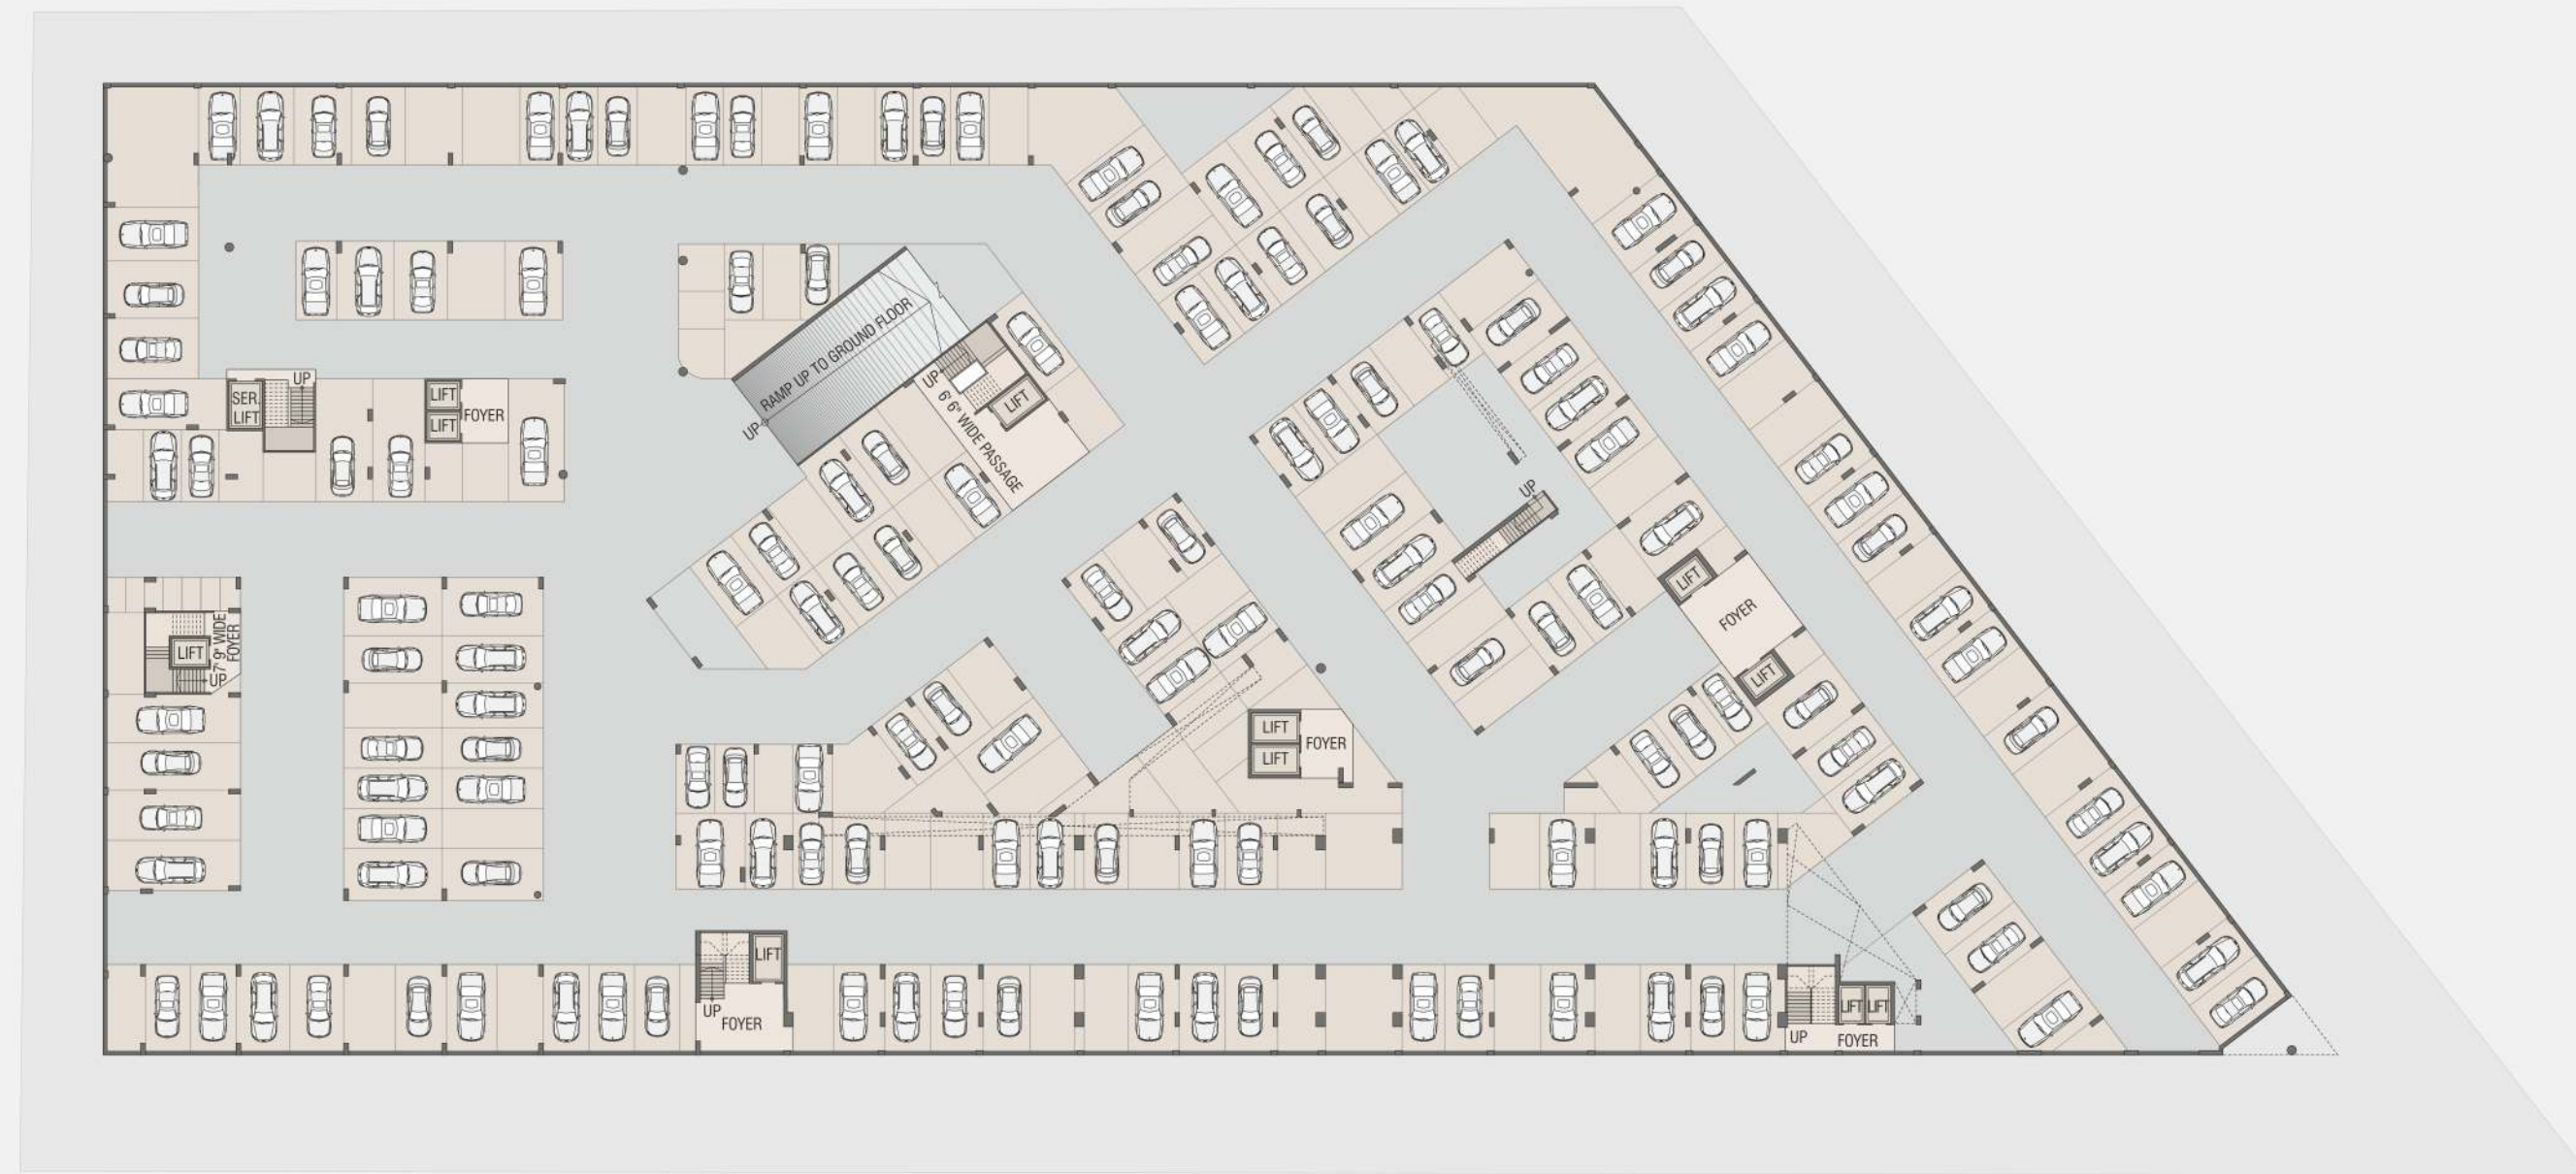 RAMP UP TO GROUND FLOOR
UP
UP
6' 6" WIDE PASSAGE
LIFT
UP
SER.
LIFT
LIFT
LIFT
FOYER
UP
LIFT
FOYER
LIFT
7' 9" WIDE
FOYER
LIFT
UP
LIFT
LIFT
FOYER
LIFT
UP
FOYER
LIFT
LIFT
UP
FOYER